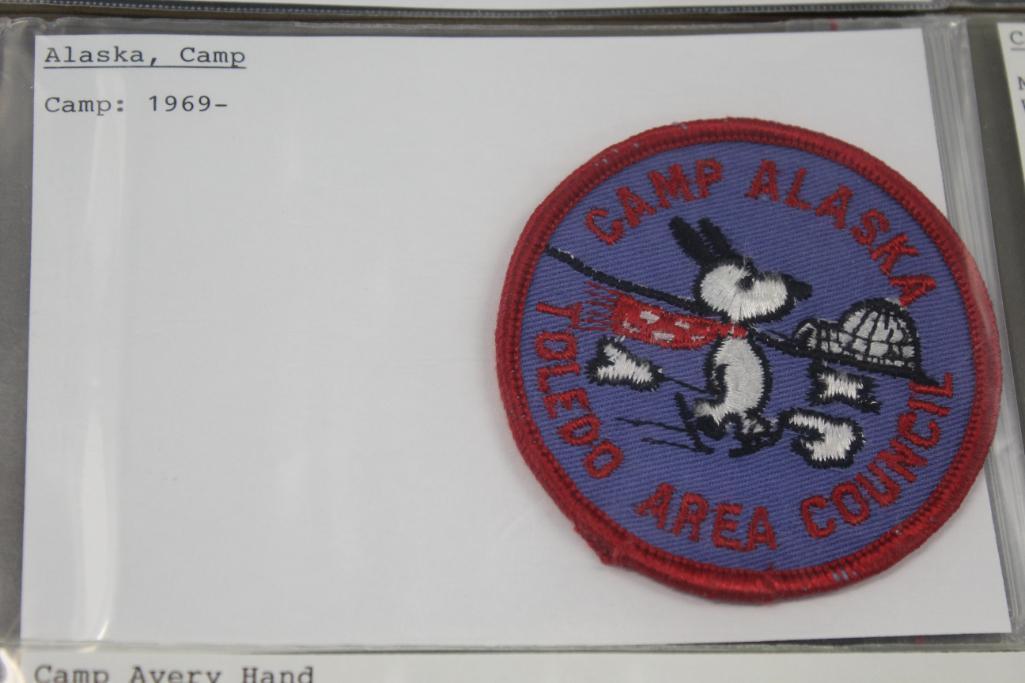 Alaska, Camp
Camp: 1969-
CAMP ALASKA
TOLEDO AREA COUNCIL
Camp Avery Hand